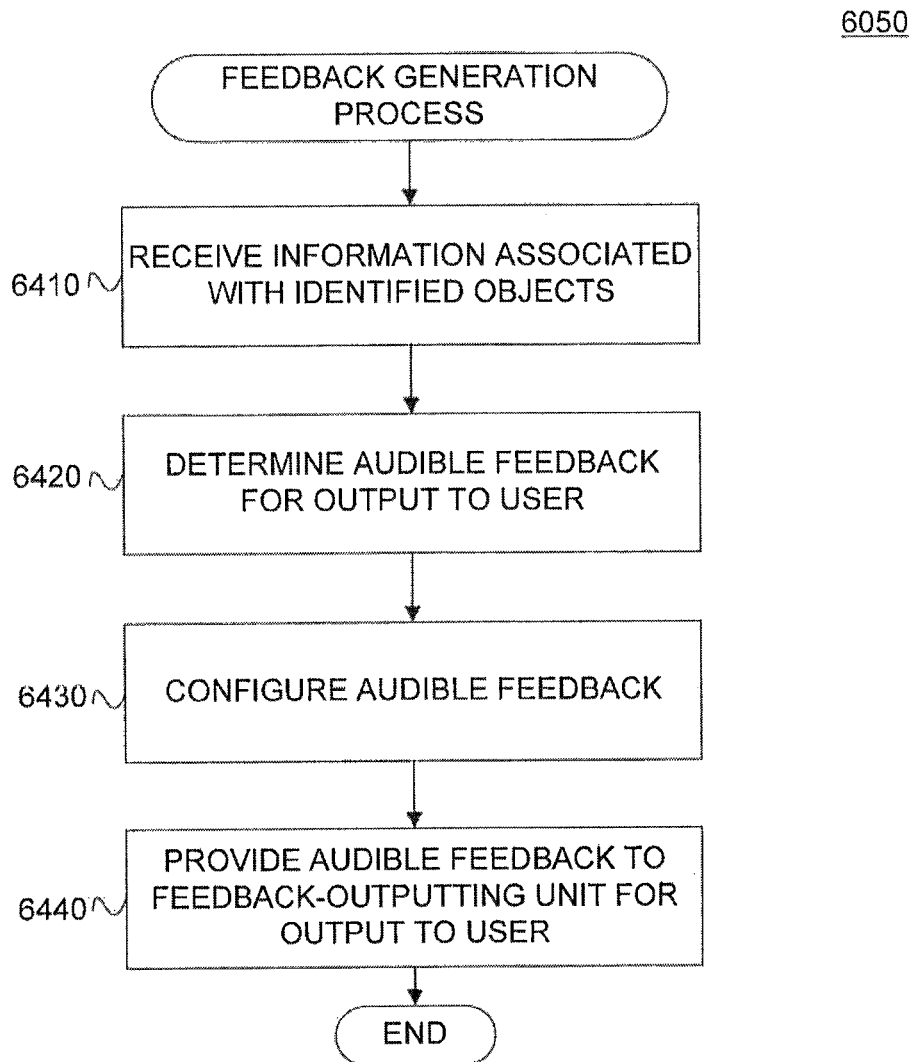 6050
FEEDBACK GENERATION
PROCESS
6410
RECEIVE INFORMATION ASSOCIATED
WITH IDENTIFIED OBJECTS
6420
DETERMINE AUDIBLE FEEDBACK
FOR OUTPUT TO USER
6430
CONFIGURE AUDIBLE FEEDBACK
6440
PROVIDE AUDIBLE FEEDBACK TO
FEEDBACK-OUTPUTTING UNIT FOR
OUTPUT TO USER
END